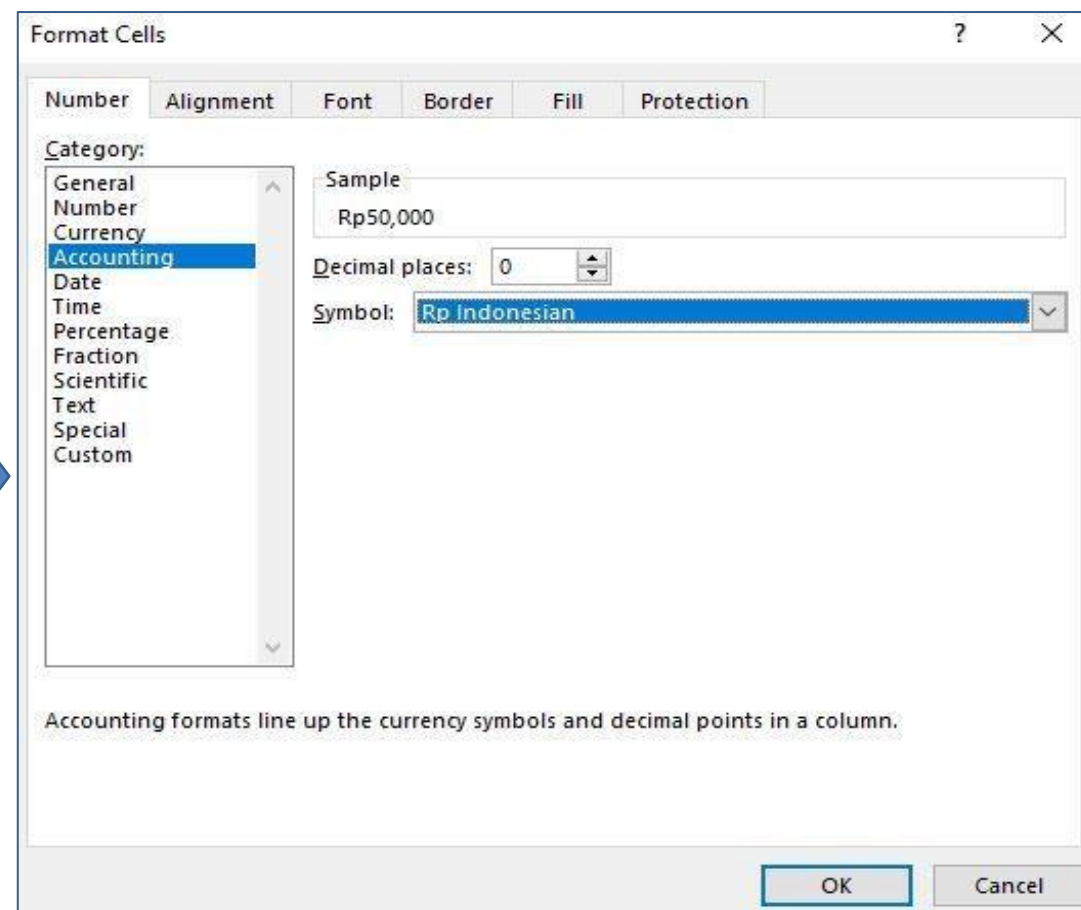 Format Cells ?
Number Alignment Font Border Fill Protection
Category:
General
Number
Currency
Accounting
Date
Time
Percentage
Fraction
Scientific
Text
Special
Custom
Sample
Rp50,000
Decimal places: 0
Symbol: Rp Indonesian
Accounting formats line up the currency symbols and decimal points in a column.
OK Cancel